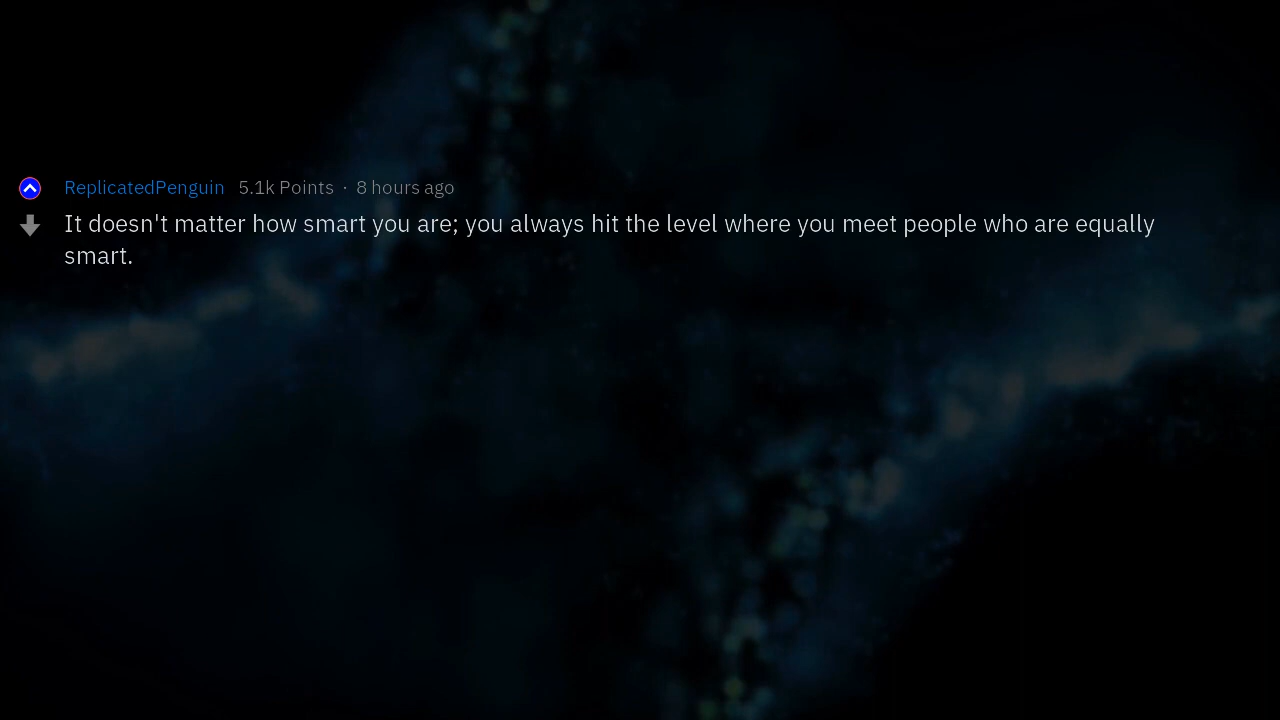 ReplicatedPenguin 5.1k Points · 8 hours ago
It doesn't matter how smart you are; you always hit the level where you meet people who are equally
smart.